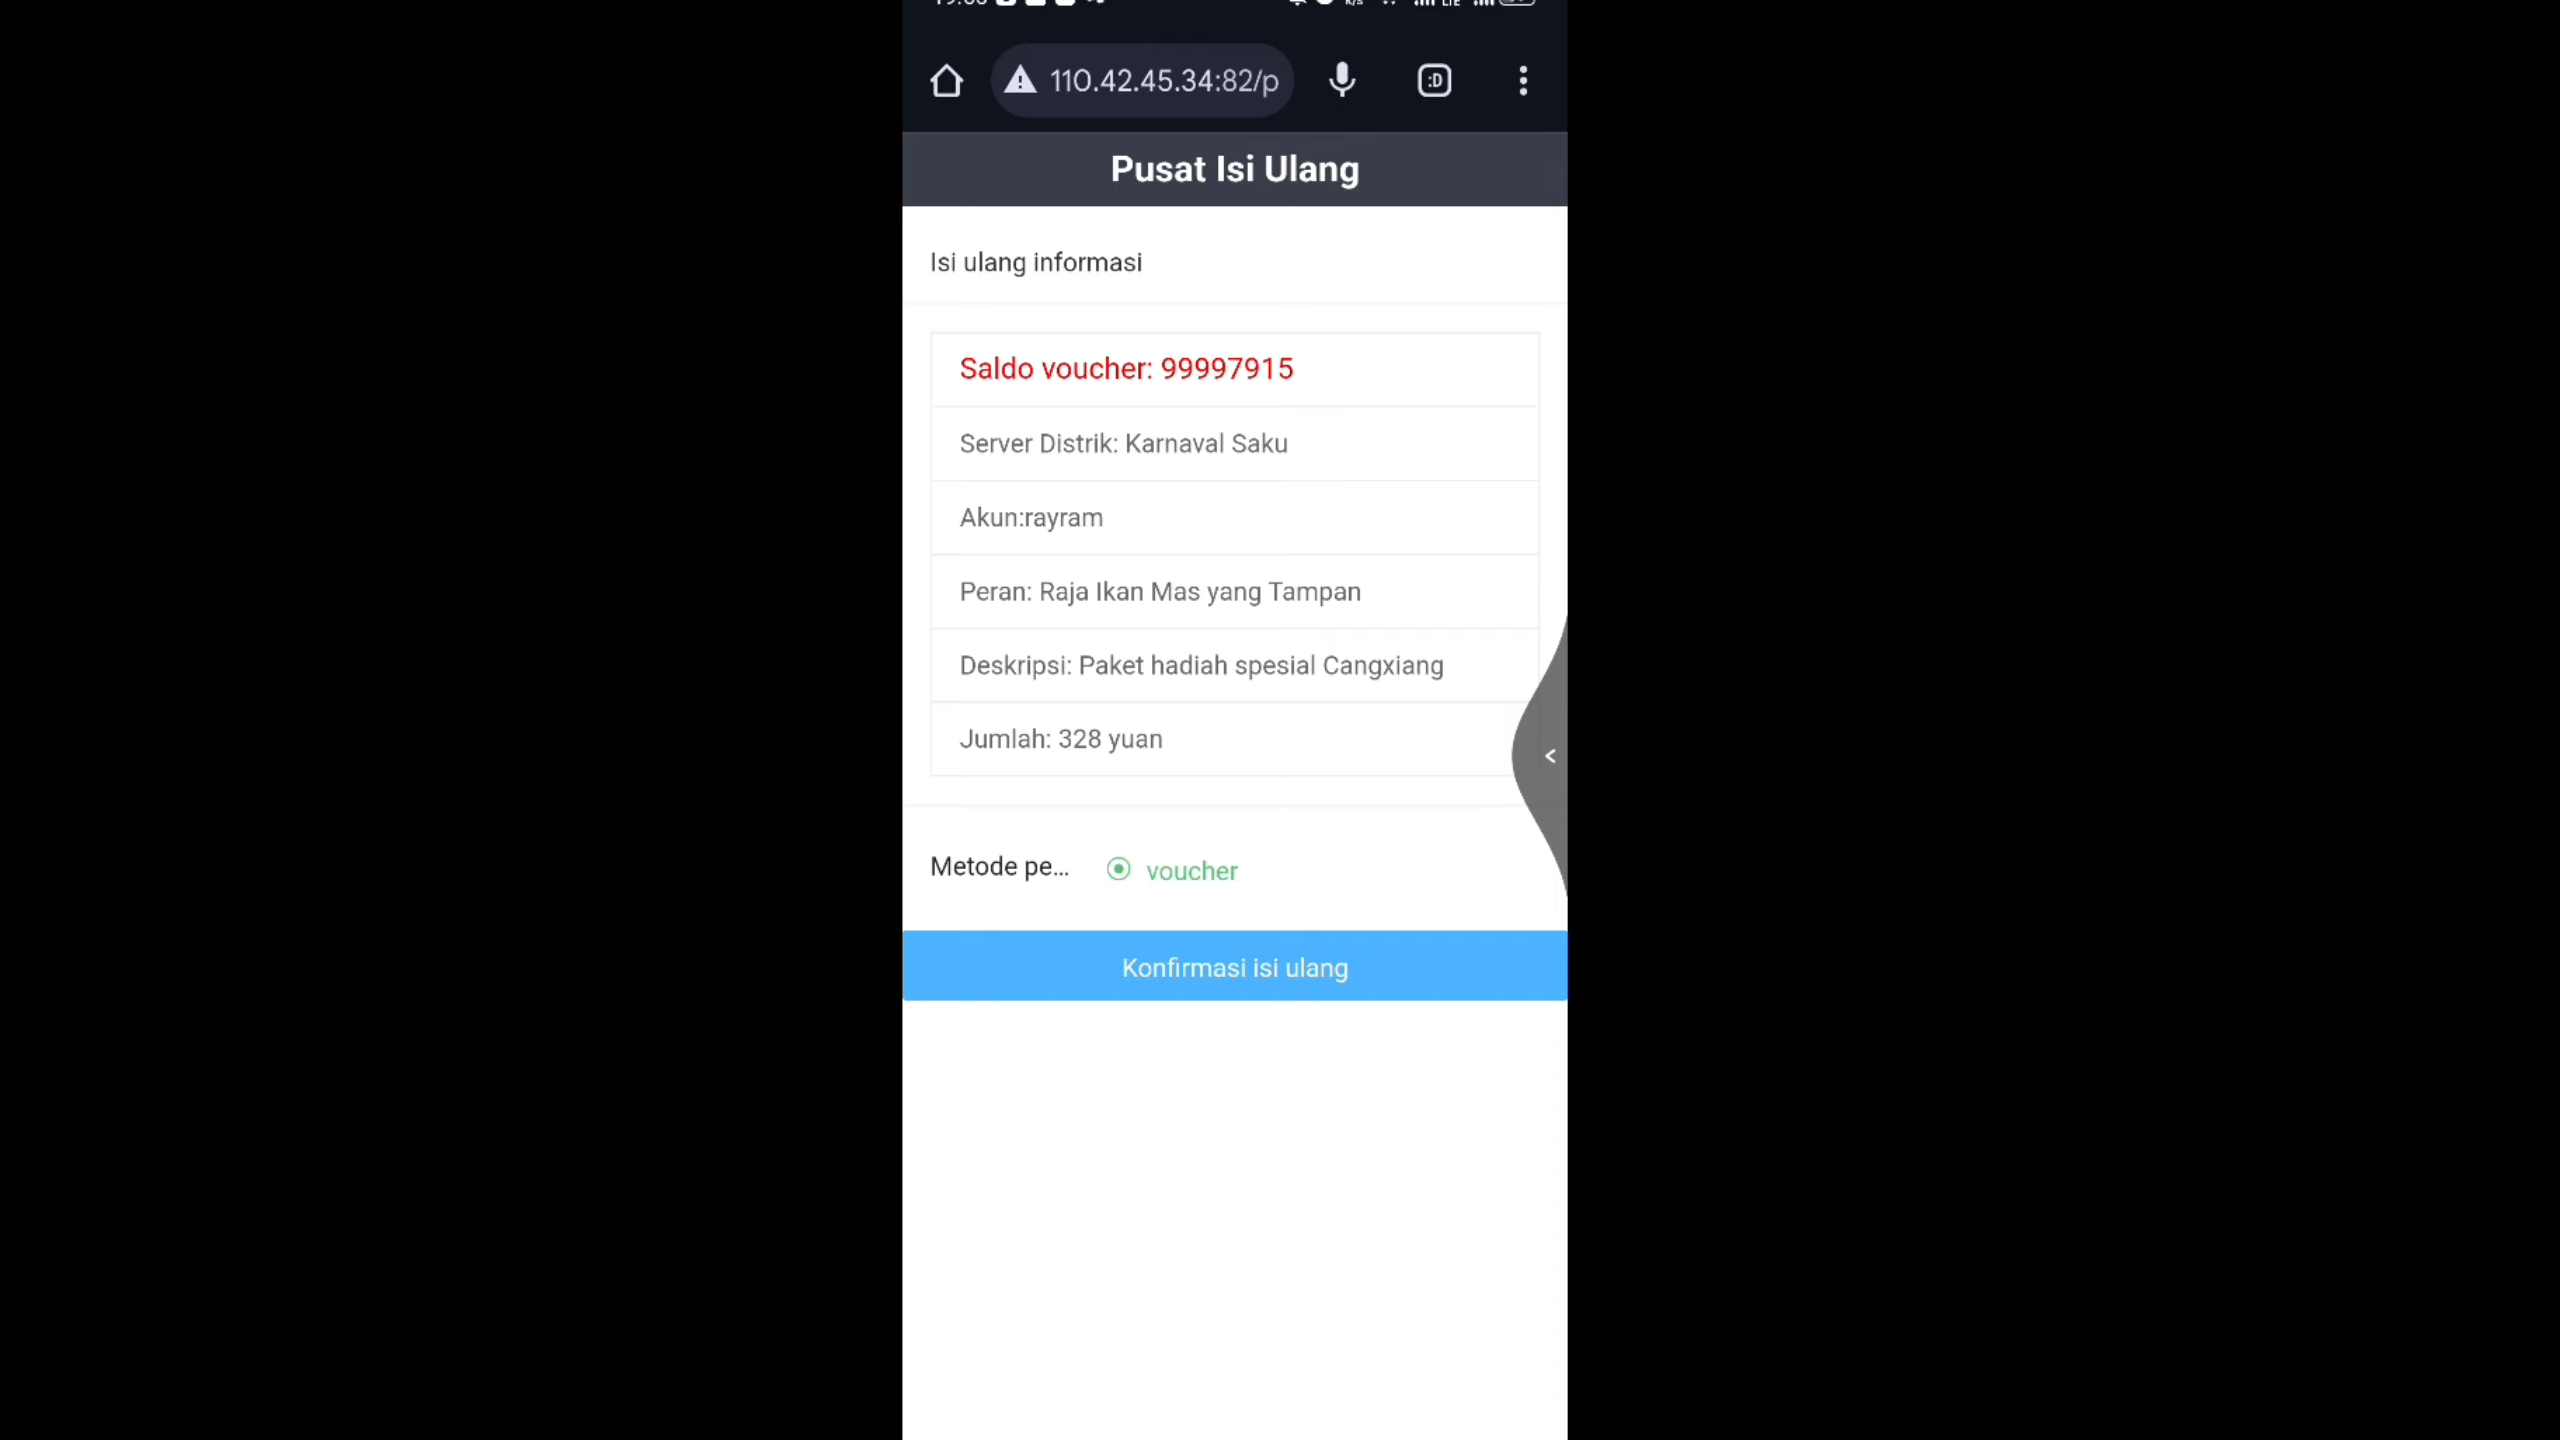 110.42.45.34:82/p
:D
Pusat Isi Ulang
Isi ulang informasi
Saldo voucher: 99997915
Server Distrik: Karnaval Saku
Akun:rayram
Peran: Raja Ikan Mas yang Tampan
Deskripsi: Paket hadiah spesial Cangxiang
Jumlah: 328 yuan
Metode pe... voucher
Konfirmasi isi ulang